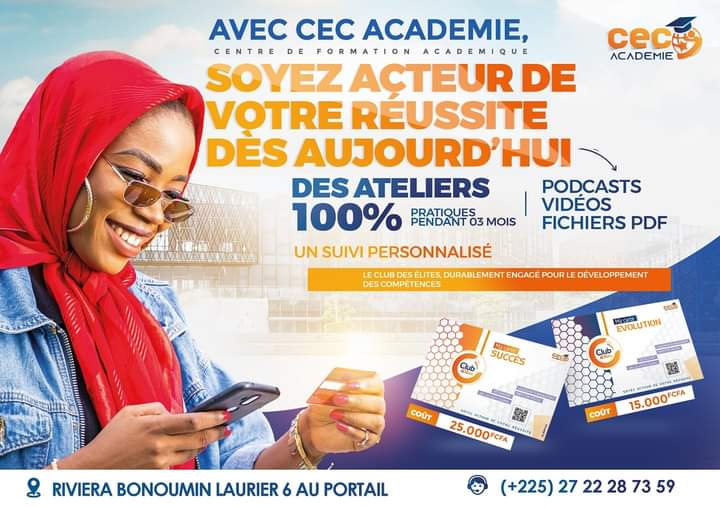 AVEC CEC ACADEMIE,
CENTRE DE FORMATION ACADEMIQUE
cec
ACADEMIE
SOYEZ ACTEUR DE
VOTRE RÉUSSITE
DÈS AUJOURD'HUI
DES ATELIERS
100% PRATIQUES
PENDANT 03 MOIS
PODCASTS
VIDÉOS
FICHIERS PDF
UN SUIVI PERSONNALISÉ
LE CLUB DES ÉLITES, DURABLEMENT ENGAGÉ POUR LE DÉVELOPPEMENT
DES COMPÉTENCES
SUCCÈS
Club
COÛT
25.000FCFA
EVOLUTION
Club
COÛT
15.000FCFA
RIVIERA BONOUMIN LAURIER 6 AU PORTAIL
(+225) 27 22 28 73 59